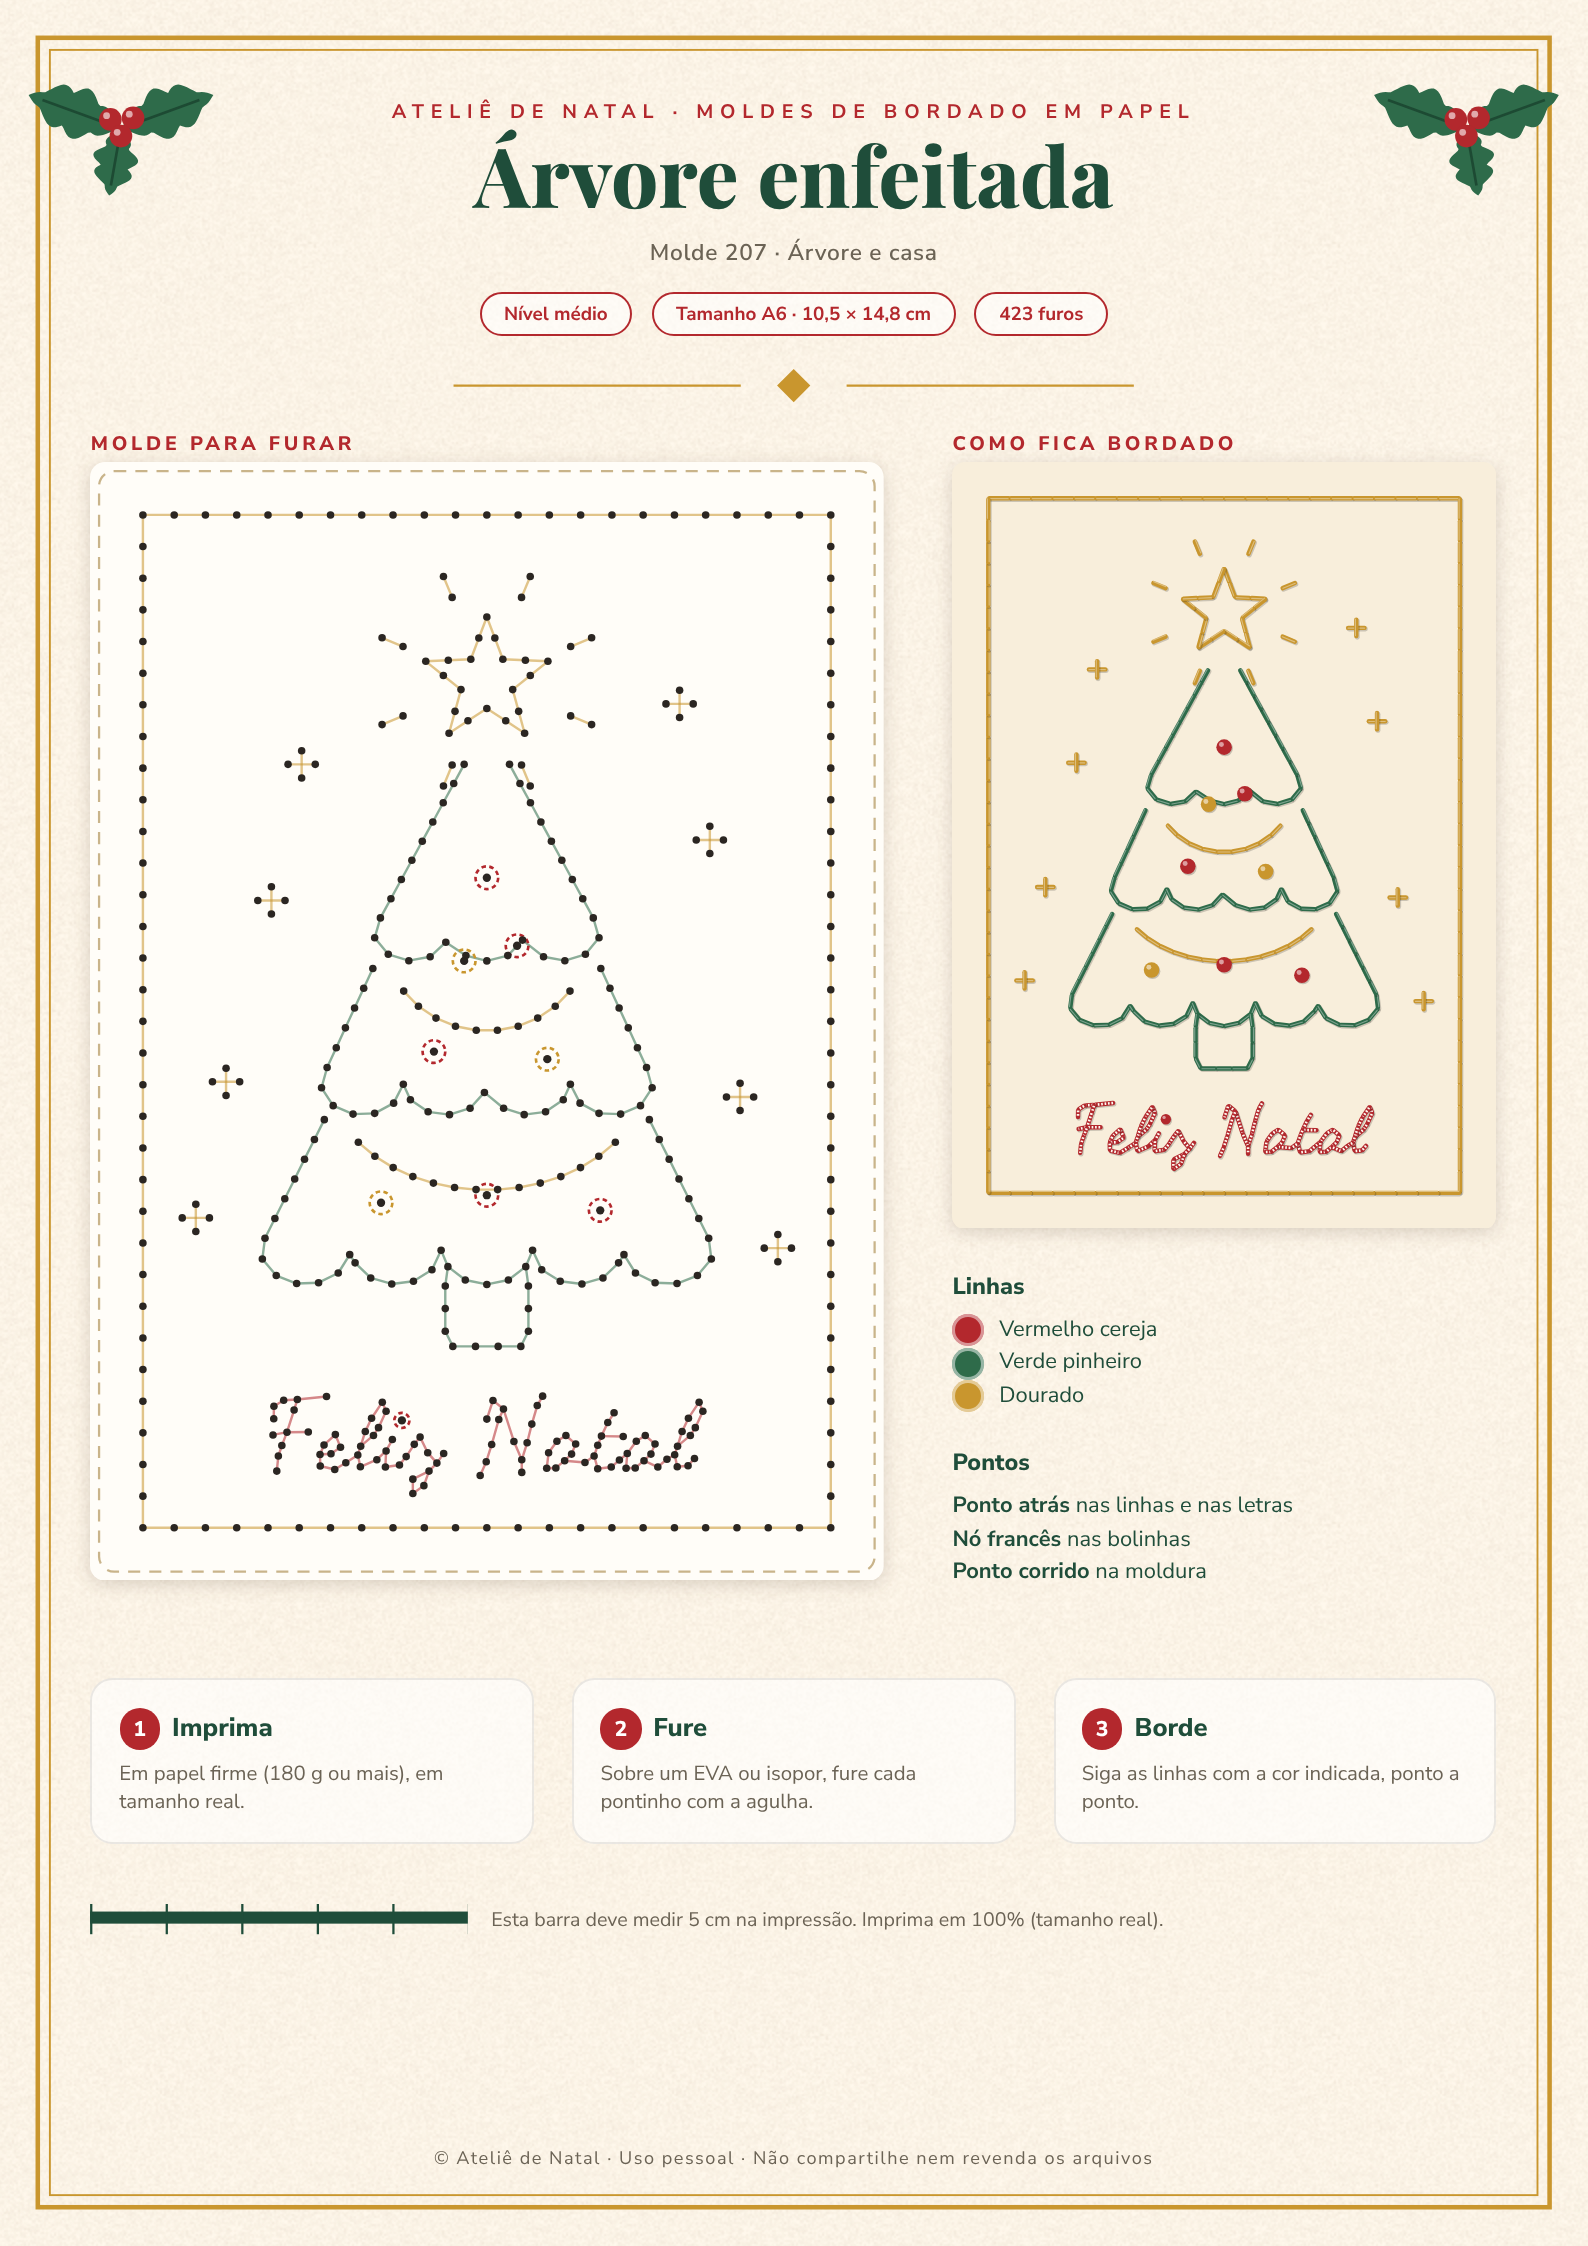 ATELIÊ DE NATAL · MOLDES DE BORDADO EM PAPEL
Árvore enfeitada
Molde 207 · Árvore e casa
Nível médio
Tamanho A6 · 10,5 × 14,8 cm
423 furos
MOLDE PARA FURAR
Feliz Natal
COMO FICA BORDADO
Feliz Natal
Linhas
Vermelho cereja
Verde pinheiro
Dourado
Pontos
Ponto atrás nas linhas e nas letras
Nó francês nas bolinhas
Ponto corrido na moldura
1 Imprima
Em papel firme (180 g ou mais), em
tamanho real.
2 Fure
Sobre um EVA ou isopor, fure cada
pontinho com a agulha.
3 Borde
Siga as linhas com a cor indicada, ponto a
ponto.
Esta barra deve medir 5 cm na impressão. Imprima em 100% (tamanho real).
© Ateliê de Natal · Uso pessoal · Não compartilhe nem revenda os arquivos